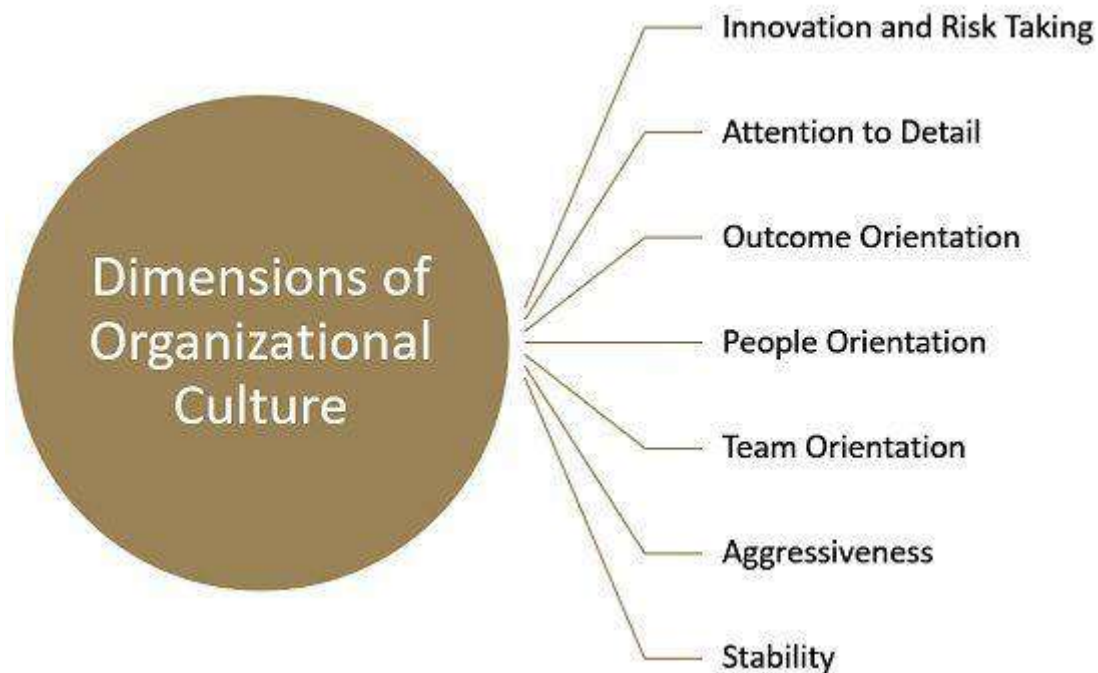 Dimensions of
Organizational
Culture
Innovation and Risk Taking
Attention to Detail
Outcome Orientation
People Orientation
Team Orientation
Aggressiveness
Stability